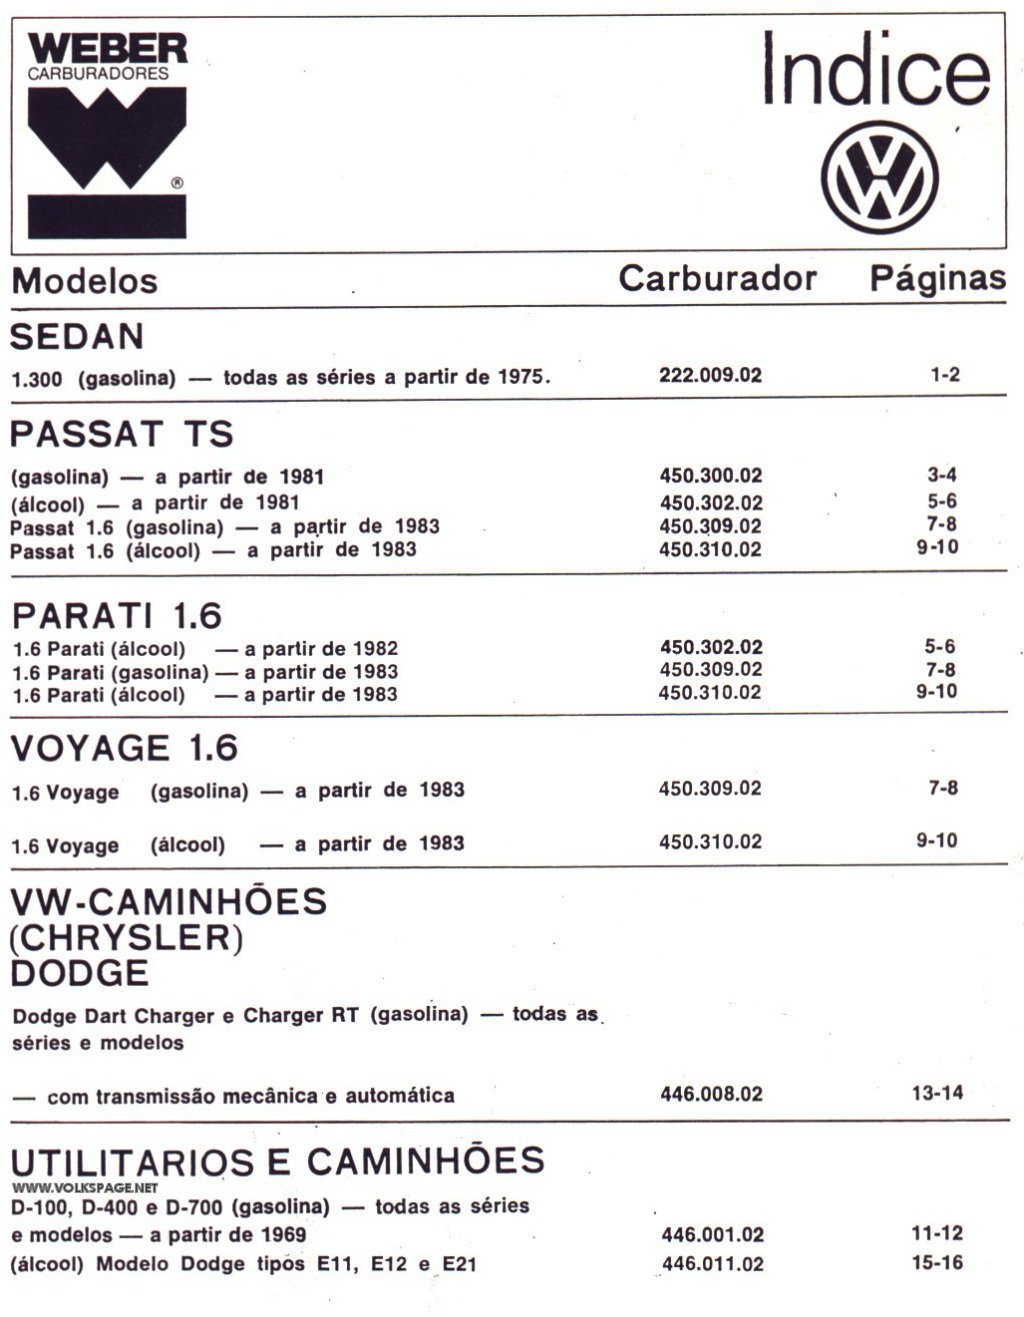 WEBER
CARBURADORES
®
Indice
Modelos Carburador Páginas
SEDAN
1.300 (gasolina) — todas as séries a partir de 1975. 222.009.02 1-2
PASSAT TS
(gasolina) — a partir de 1981 450.300.02 3-4
(álcool) — a partir de 1981 450.302.02 5-6
Passat 1.6 (gasolina) — a partir de 1983 450.309.02 7-8
Passat 1.6 (álcool) — a partir de 1983 450.310.02 9-10
PARATI 1.6
1.6 Parati (álcool) — a partir de 1982 450.302.02 5-6
1.6 Parati (gasolina) — a partir de 1983 450.309.02 7-8
1.6 Parati (álcool) — a partir de 1983 450.310.02 9-10
VOYAGE 1.6
1.6 Voyage (gasolina) — a partir de 1983 450.309.02 7-8
1.6 Voyage (álcool) — a partir de 1983 450.310.02 9-10
VW-CAMINHÕES
(CHRYSLER)
DODGE
Dodge Dart Charger e Charger RT (gasolina) — todas as
séries e modelos
— com transmissão mecânica e automática 446.008.02 13-14
UTILITARIOS E CAMINHÕES
WWW.VOLKSPAGE.NET
D-100, D-400 e D-700 (gasolina) — todas as séries
e modelos — a partir de 1969 446.001.02 11-12
(álcool) Modelo Dodge tipos E11, E12 e E21 446.011.02 15-16